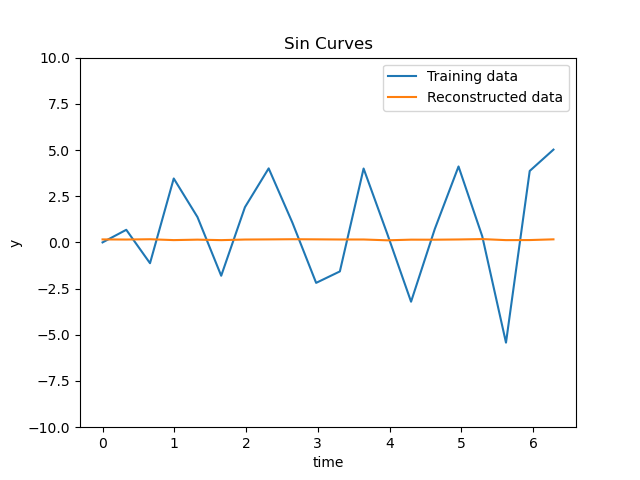 Sin Curves
Training data
Reconstructed data
10.0
7.5
5.0
2.5
0.0
−2.5
−5.0
−7.5
−10.0
y
0 1 2 3 4 5 6
time